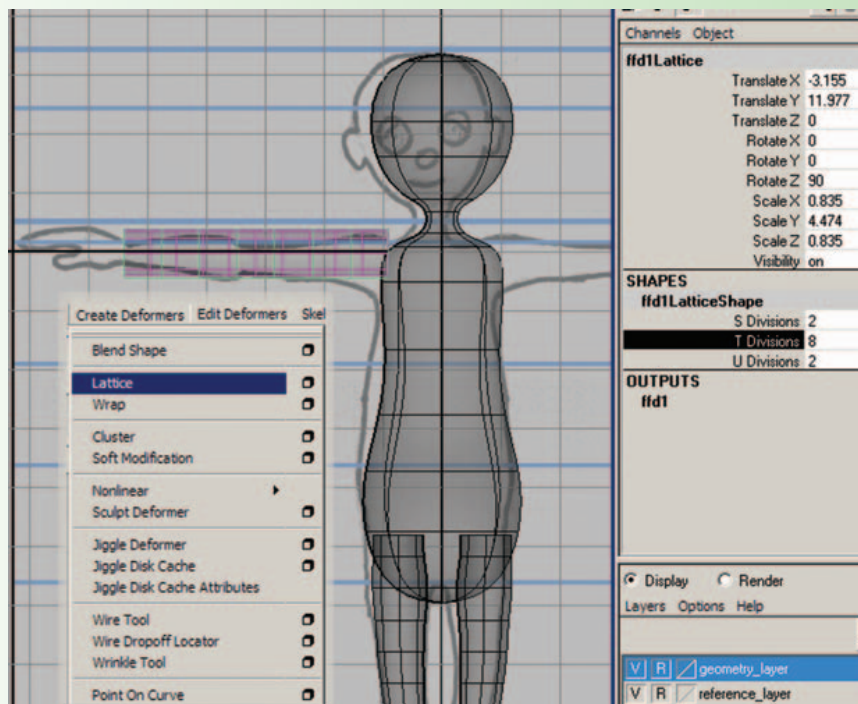 Channels Object
ffd1Lattice
Translate X -3.155
Translate Y 11.977
Translate Z 0
Rotate X 0
Rotate Y 0
Rotate Z 90
Scale X 0.835
Scale Y 4.474
Scale Z 0.835
Visibility on
SHAPES
ffd1LatticeShape
S Divisions 2
T Divisions 8
U Divisions 2
OUTPUTS
ffd1
Create Deformers Edit Deformers Skel
Blend Shape
Lattice
Wrap
Cluster
Soft Modification
Nonlinear
Sculpt Deformer
Jiggle Deformer
Jiggle Disk Cache
Jiggle Disk Cache Attributes
Wire Tool
Wire Dropoff Locator
Wrinkle Tool
Point On Curve
Display Render
Layers Options Help
V R geometry_layer
V R reference_layer